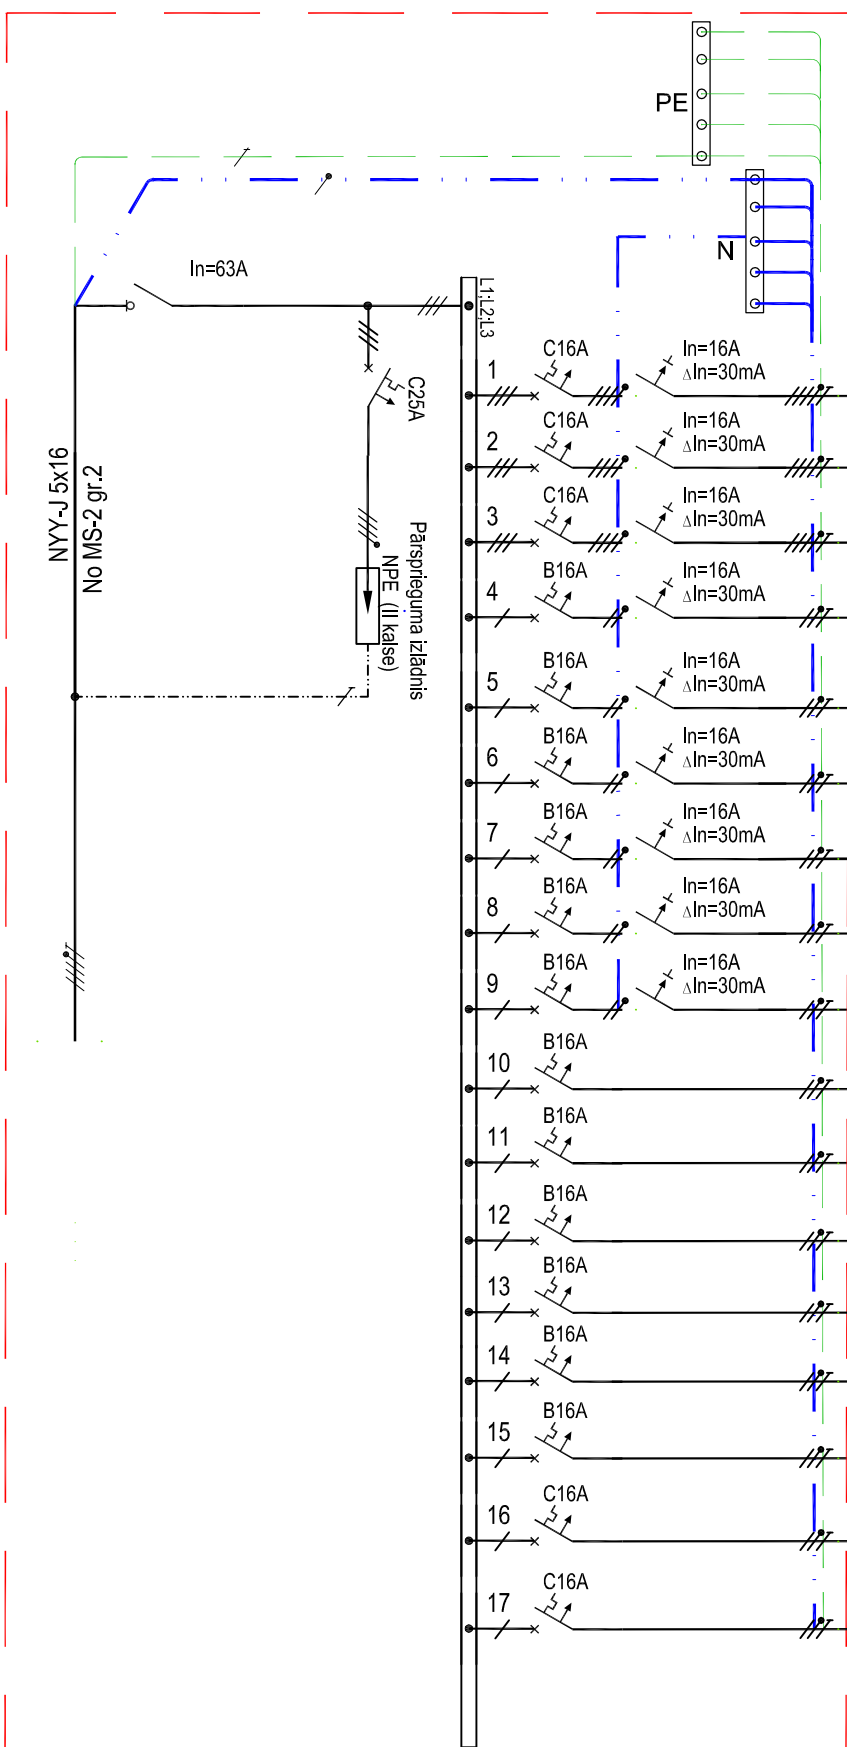 PE
N
In=63A
L1;L2;L3
C25A
NYY-J 5x16
No MS-2 gr.2
Pārsprieguma izlādnis
NPE (II kalse)
1
C16A
In=16A
ΔIn=30mA
2
C16A
In=16A
ΔIn=30mA
3
C16A
In=16A
ΔIn=30mA
4
B16A
In=16A
ΔIn=30mA
5
B16A
In=16A
ΔIn=30mA
6
B16A
In=16A
ΔIn=30mA
7
B16A
In=16A
ΔIn=30mA
8
B16A
In=16A
ΔIn=30mA
9
B16A
In=16A
ΔIn=30mA
10
B16A
11
B16A
12
B16A
13
B16A
14
B16A
15
B16A
16
C16A
17
C16A